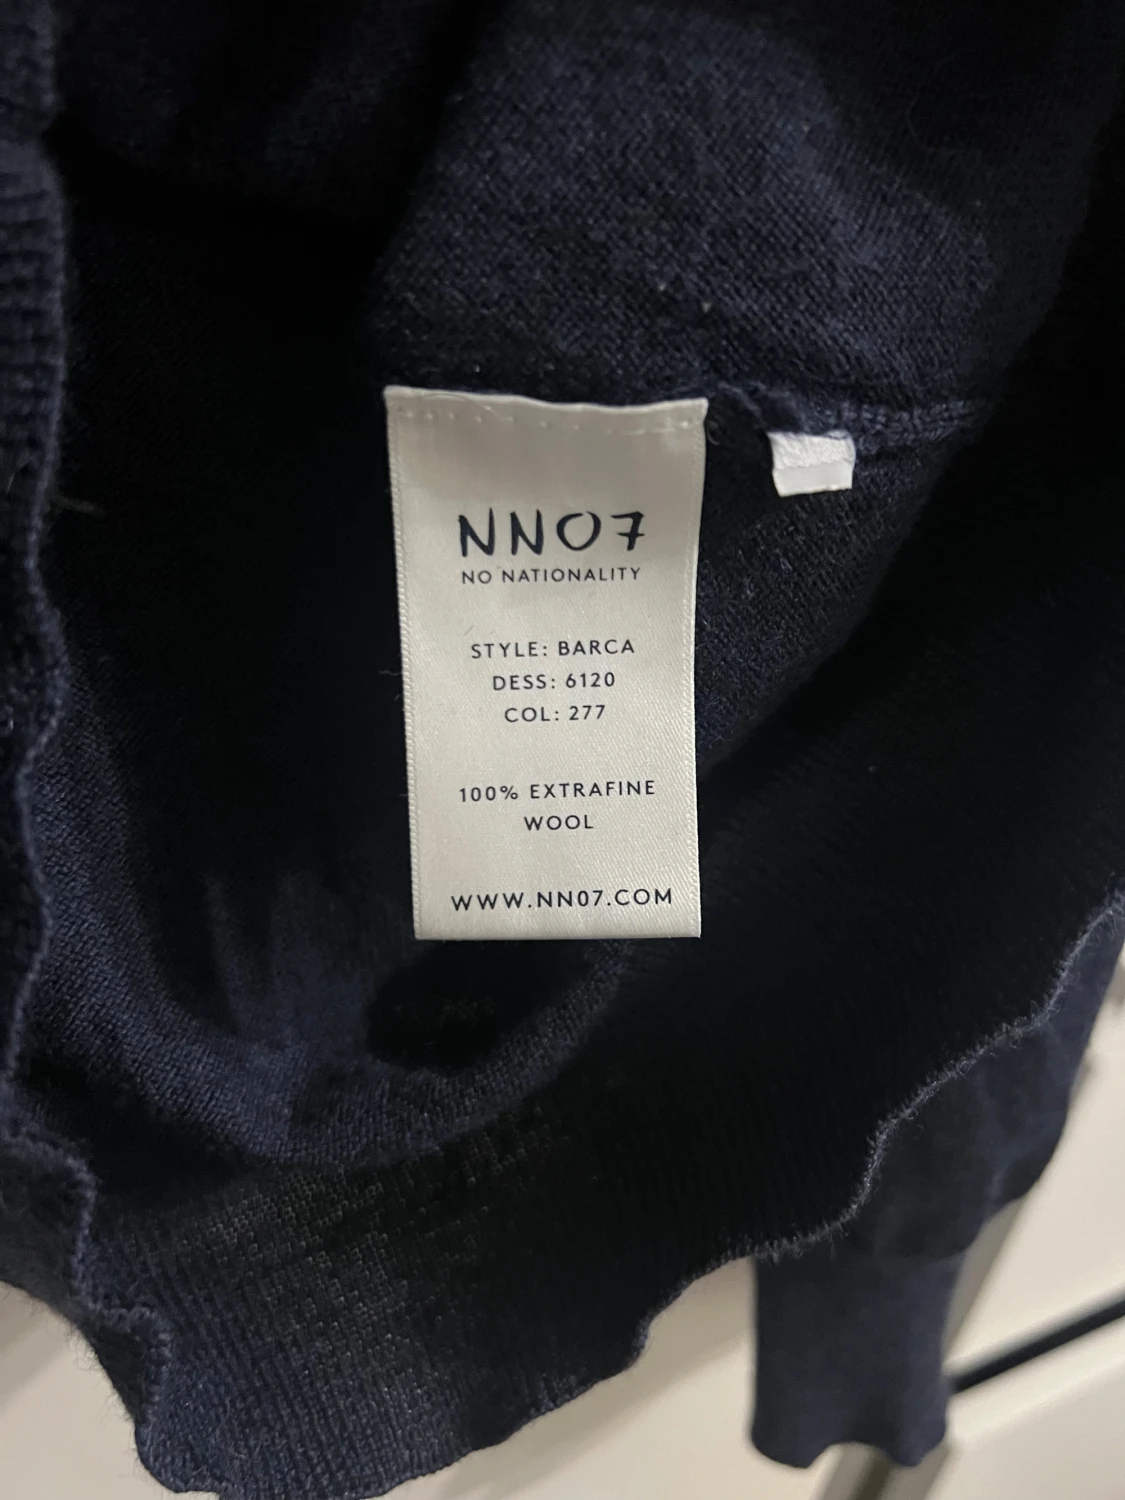 NN07
NO NATIONALITY
STYLE: BARCA
DESS: 6120
COL: 277
100% EXTRAFINE
WOOL
WWW.NN07.COM